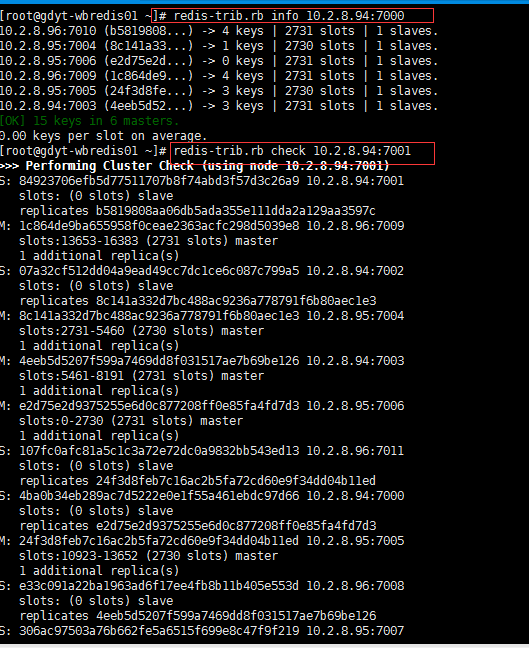 [root@gdyt-wbredis01 ~]# redis-trib.rb info 10.2.8.94:7000
10.2.8.96:7010 (b5819808...) -> 4 keys | 2731 slots | 1 slaves.
10.2.8.95:7004 (8c141a33...) -> 1 keys | 2730 slots | 1 slaves.
10.2.8.95:7006 (e2d75e2d...) -> 0 keys | 2731 slots | 1 slaves.
10.2.8.96:7009 (1c864de9...) -> 4 keys | 2731 slots | 1 slaves.
10.2.8.95:7005 (24f3d8fe...) -> 3 keys | 2730 slots | 1 slaves.
10.2.8.94:7003 (4eeb5d52...) -> 3 keys | 2731 slots | 1 slaves.
[OK] 15 keys in 6 masters.
0.00 keys per slot on average.
[root@gdyt-wbredis01 ~]# redis-trib.rb check 10.2.8.94:7001
>>> Performing Cluster Check (using node 10.2.8.94:7001)
S: 84923706efb5d77511707b8f74abd3f57d3c26a9 10.2.8.94:7001
slots: (0 slots) slave
replicates b5819808aa06db5ada355e111dda2a129aa3597c
M: 1c864de9ba655958f0ceae2363acfc298d5039e8 10.2.8.96:7009
slots:13653-16383 (2731 slots) master
1 additional replica(s)
S: 07a32cf512dd04a9ead49cc7dc1ce6c087c799a5 10.2.8.94:7002
slots: (0 slots) slave
replicates 8c141a332d7bc488ac9236a778791f6b80aec1e3
M: 8c141a332d7bc488ac9236a778791f6b80aec1e3 10.2.8.95:7004
slots:2731-5460 (2730 slots) master
1 additional replica(s)
M: 4eeb5d5207f599a7469dd8f031517ae7b69be126 10.2.8.94:7003
slots:5461-8191 (2731 slots) master
1 additional replica(s)
M: e2d75e2d9375255e6d0c877208ff0e85fa4fd7d3 10.2.8.95:7006
slots:0-2730 (2731 slots) master
1 additional replica(s)
S: 107fc0afc81a5c1c3a72e72dc0a9832bb543ed13 10.2.8.96:7011
slots: (0 slots) slave
replicates 24f3d8feb7c16ac2b5fa72cd60e9f34dd04b11ed
S: 4ba0b34eb289ac7d5222e0e1f55a461ebdc97d66 10.2.8.94:7000
slots: (0 slots) slave
replicates e2d75e2d9375255e6d0c877208ff0e85fa4fd7d3
M: 24f3d8feb7c16ac2b5fa72cd60e9f34dd04b11ed 10.2.8.95:7005
slots:10923-13652 (2730 slots) master
1 additional replica(s)
S: e33c091a22ba1963ad6f17ee4fb8b11b405e553d 10.2.8.96:7008
slots: (0 slots) slave
replicates 4eeb5d5207f599a7469dd8f031517ae7b69be126
S: 306ac97503a76b662fe5a6515f699e8c47f9f219 10.2.8.95:7007